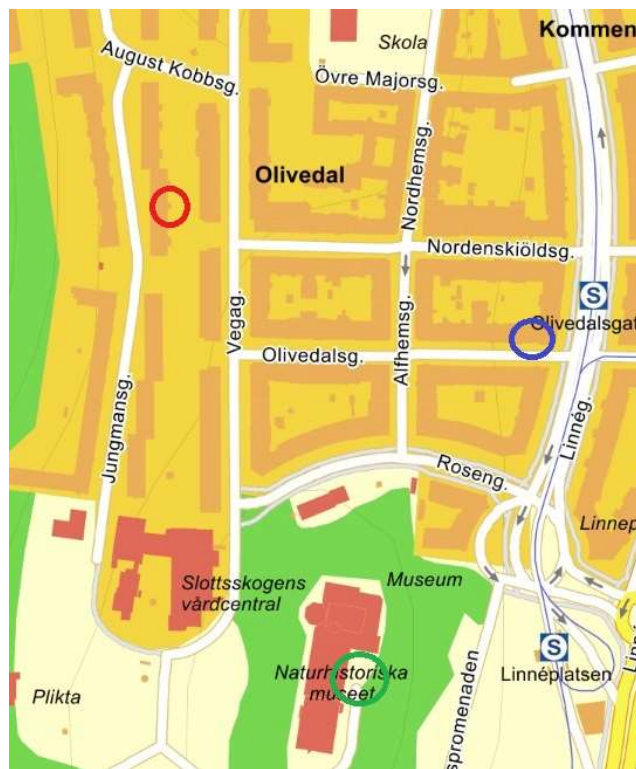 Kommen
Skola
August Kobbsg.
Övre Majorsg.
Olivedal
Nordhemsg.
Nordenskiöldsg.
S
Olivedalsgat
Vegag.
Olivedalsg.
Alfhemsg.
Jungmansg.
Linnég.
Roseng.
Linnep
Slottsskogens
vårdcentral
Museum
S
Naturhistoriska
museet
Linnéplatsen
Plikta
spromenaden